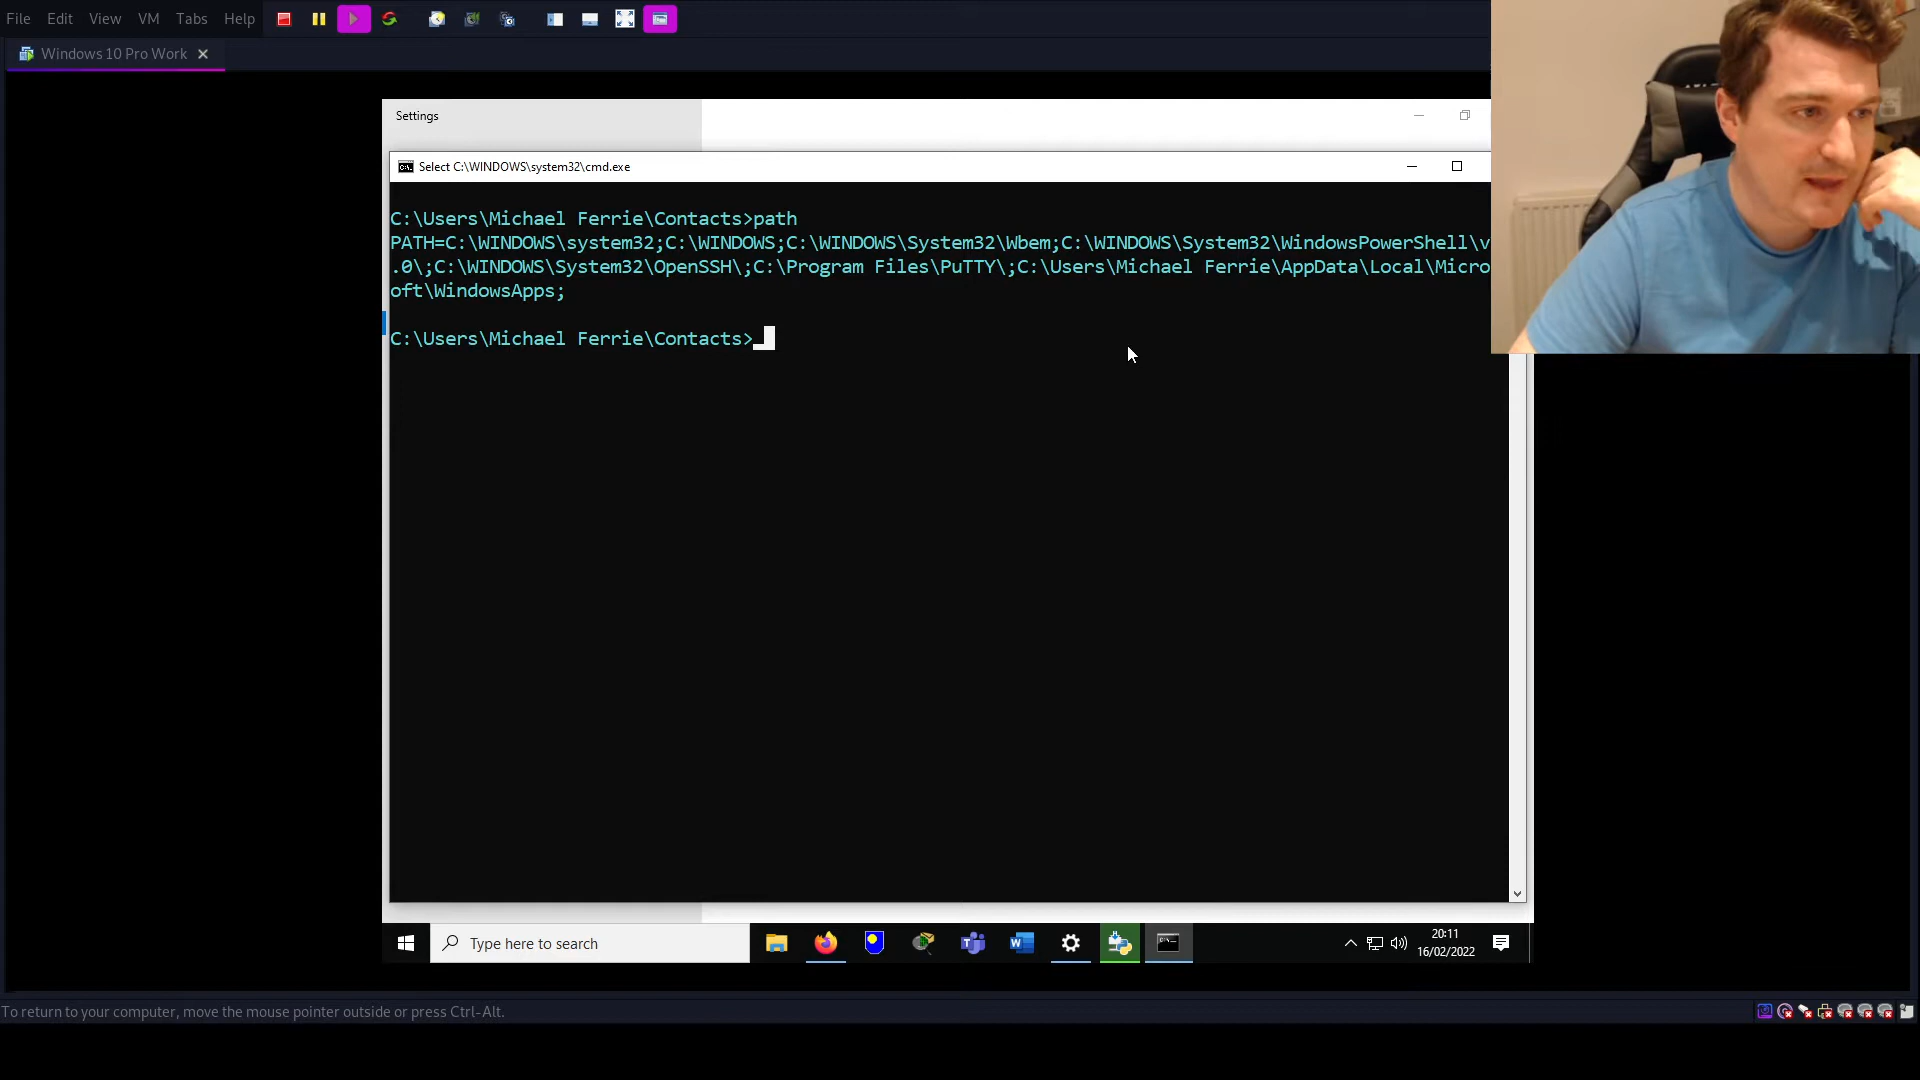 File Edit View VM Tabs Help
Windows 10 Pro Work
Settings
Select C:\WINDOWS\system32\cmd.exe
C:\Users\Michael Ferrie\Contacts>path
PATH=C:\WINDOWS\system32;C:\WINDOWS;C:\WINDOWS\System32\Wbem;C:\WINDOWS\System32\WindowsPowerShell\v
.0\;C:\WINDOWS\System32\OpenSSH\;C:\Program Files\PuTTY\;C:\Users\Michael Ferrie\AppData\Local\Micro
oft\WindowsApps;
C:\Users\Michael Ferrie\Contacts>
Type here to search
20:11
16/02/2022
To return to your computer, move the mouse pointer outside or press Ctrl-Alt.